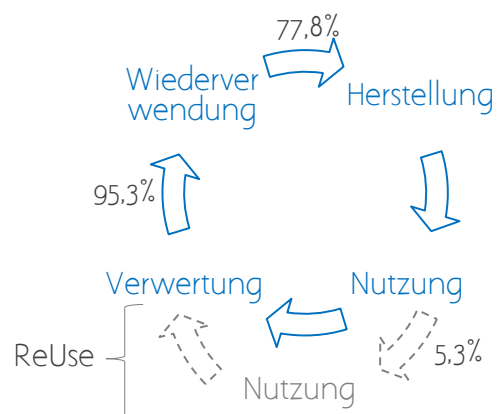 77,8%
Wiederver
wendung
Herstellung
95,3%
Verwertung
Nutzung
ReUse
5,3%
Nutzung